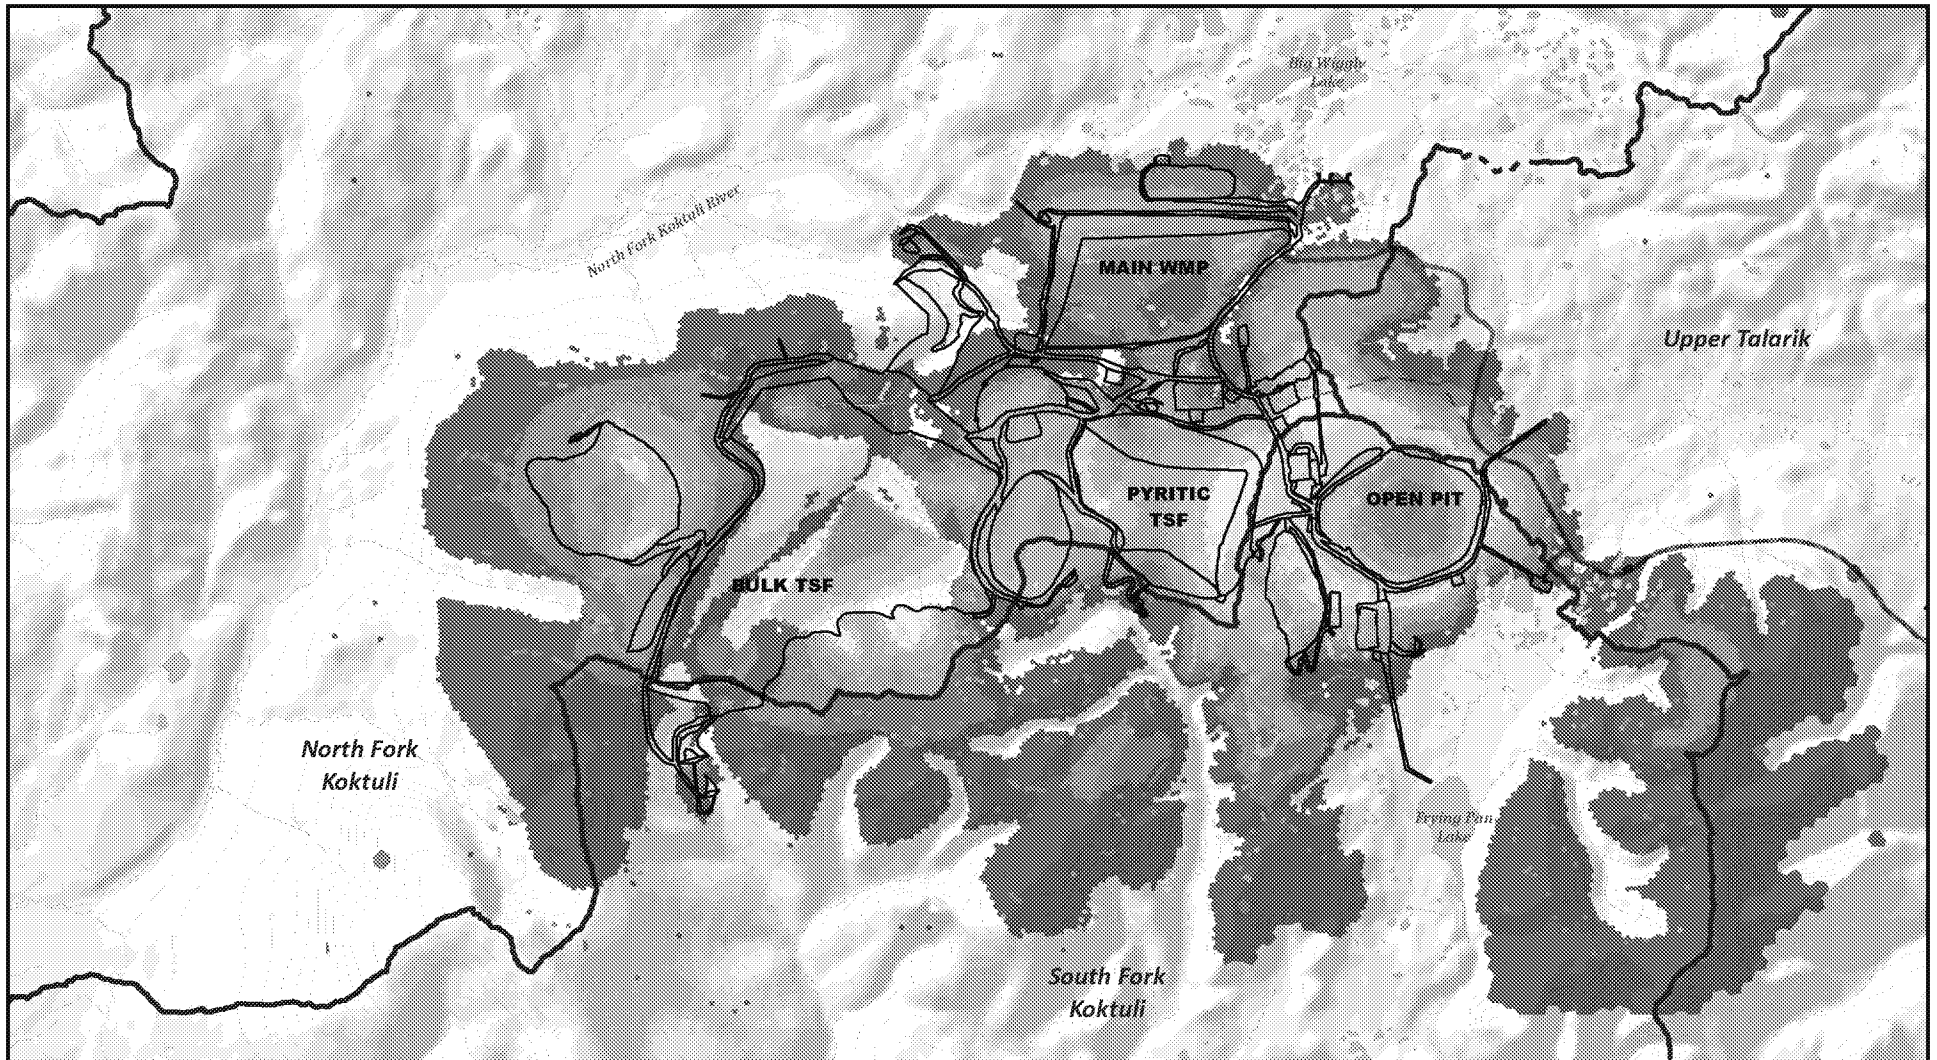 Big Wiggly
Lake
North Fork Koktuli River
MAIN WMP
Upper Talarik
PYRITIC
TSF
OPEN PIT
BULK TSF
North Fork
Koktuli
Frying Pan
Lake
South Fork
Koktuli